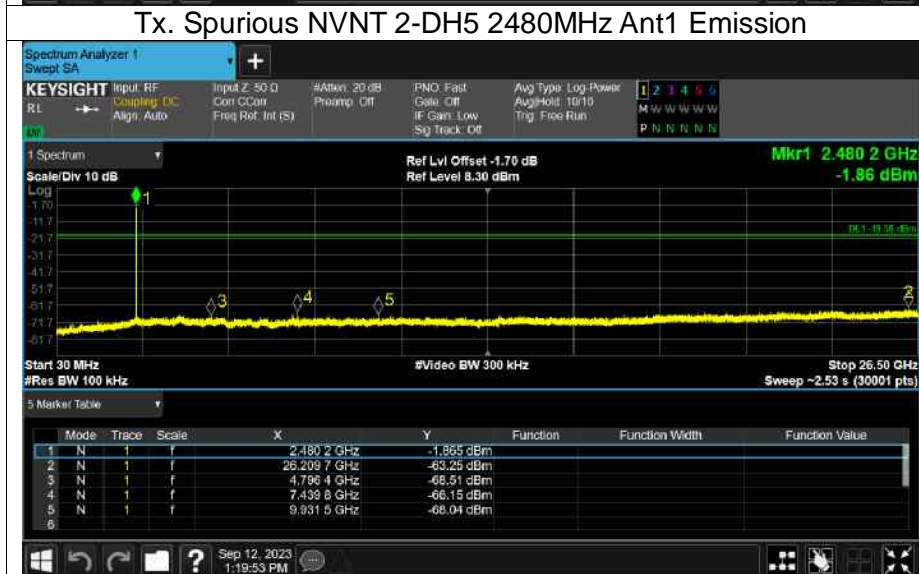 Tx. Spurious NVNT 2-DH5 2480MHz Ant1 Emission
Spectrum Analyzer 1
Swept SA
+
KEYSIGHT Input: RF Input Z: 50 Ω #Atten: 20 dB PNO: Fast Avg Type: Log-Power 1 2 3 4 5 6
RL Coupling: DC Corr CCorr Preamp: Off Gate: Off Avg|Hold: 10/10 M W W W W W
Align: Auto Freq Ref: Int (S) IF Gain: Low Trig: Free Run
Sig Track: Off P N N N N N
1 Spectrum Ref Lvl Offset -1.70 dB Mkr1 2.480 2 GHz
Scale/Div 10 dB Ref Level 8.30 dBm -1.86 dBm
Log
-1.70
-11.7
-21.7
-31.7
-41.7
-51.7
-61.7
-71.7
-81.7
1
DL1 -19.58 dBm
3
4
5
2
Start 30 MHz #Video BW 300 kHz Stop 26.50 GHz
#Res BW 100 kHz Sweep ~2.53 s (30001 pts)
5 Marker Table
Mode Trace Scale X Y Function Function Width Function Value
1 N 1 f 2.480 2 GHz -1.865 dBm
2 N 1 f 26.209 7 GHz -63.25 dBm
3 N 1 f 4.796 4 GHz -68.51 dBm
4 N 1 f 7.439 8 GHz -66.15 dBm
5 N 1 f 9.931 5 GHz -68.04 dBm
6
? Sep 12, 2023
1:19:53 PM